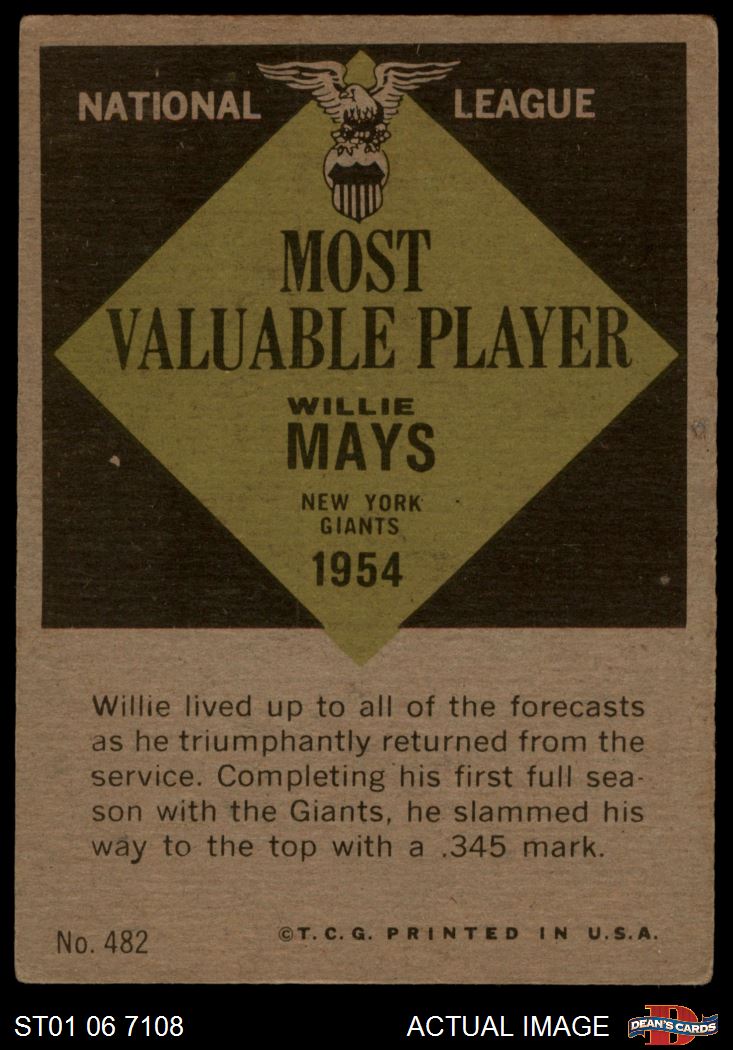 NATIONAL LEAGUE
MOST
VALUABLE PLAYER
WILLIE
MAYS
NEW YORK
GIANTS
1954
Willie lived up to all of the forecasts
as he triumphantly returned from the
service. Completing his first full sea-
son with the Giants, he slammed his
way to the top with a .345 mark.
No. 482 ©T.C.G. PRINTED IN U.S.A.
ST01 06 7108 ACTUAL IMAGE D DEAN'S CARDS